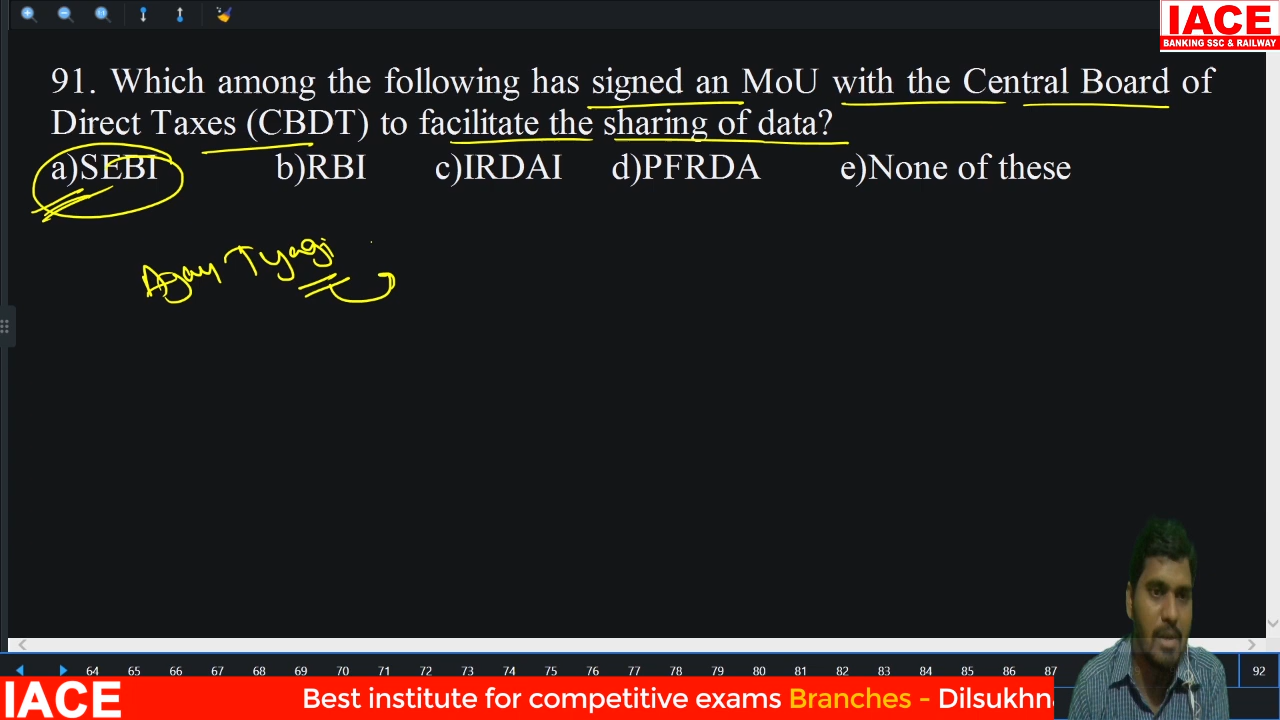 IACE
BANKING SSC & RAILWAY
91. Which among the following has signed an MoU with the Central Board of
Direct Taxes (CBDT) to facilitate the sharing of data?
a)SEBI b)RBI c)IRDAI d)PFRDA e)None of these
Ajay Tyagi
64 65 66 67 68 69 70 71 72 73 74 75 76 77 78 79 80 81 82 83 84 85 86 87 92
IACE Best institute for competitive exams Branches - Dilsukhn